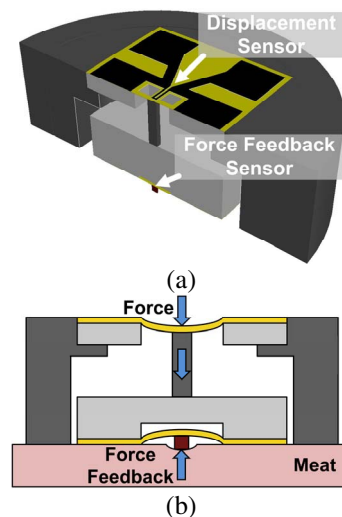 Displacement
Sensor
Force Feedback
Sensor
(a)
Force
Force
Feedback
Meat
(b)